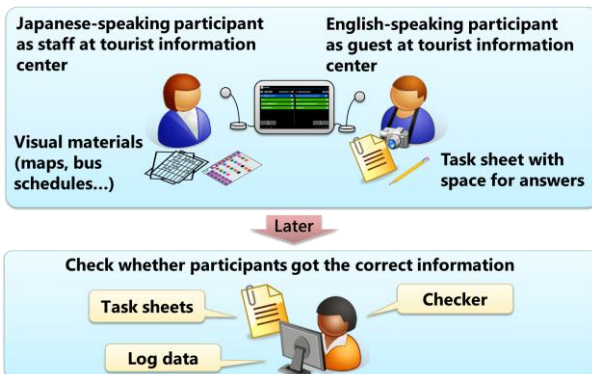 Japanese-speaking participant
as staff at tourist information
center
English-speaking participant
as guest at tourist information
center
Visual materials
(maps, bus
schedules...)
Task sheet with
space for answers
Later
Check whether participants got the correct information
Task sheets
Checker
Log data